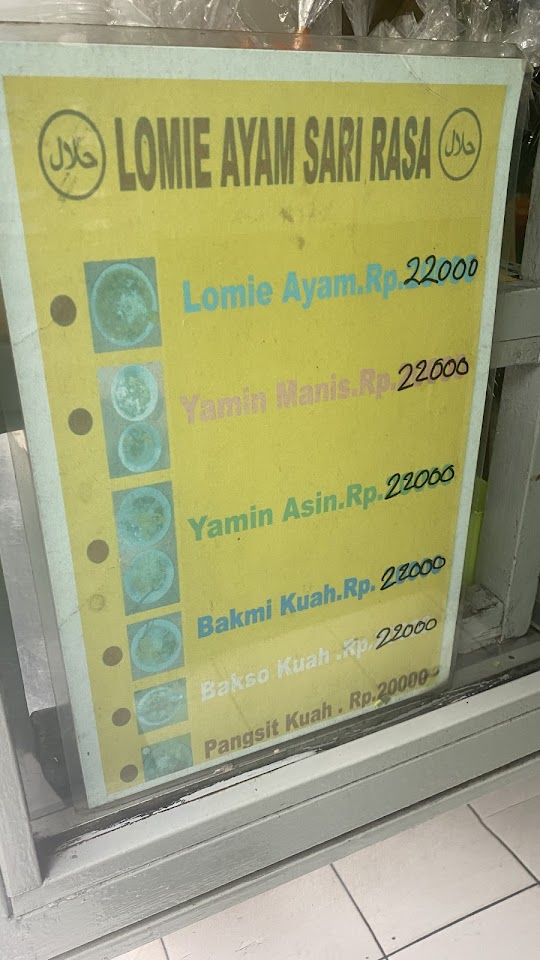 حلال LOMIE AYAM SARI RASA حلال
Lomie Ayam.Rp.22000
Yamin Manis.Rp.22000
Yamin Asin.Rp.22000
Bakmi Kuah.Rp. 22000
Bakso Kuah .Rp. 22000
Pangsit Kuah . Rp.20000